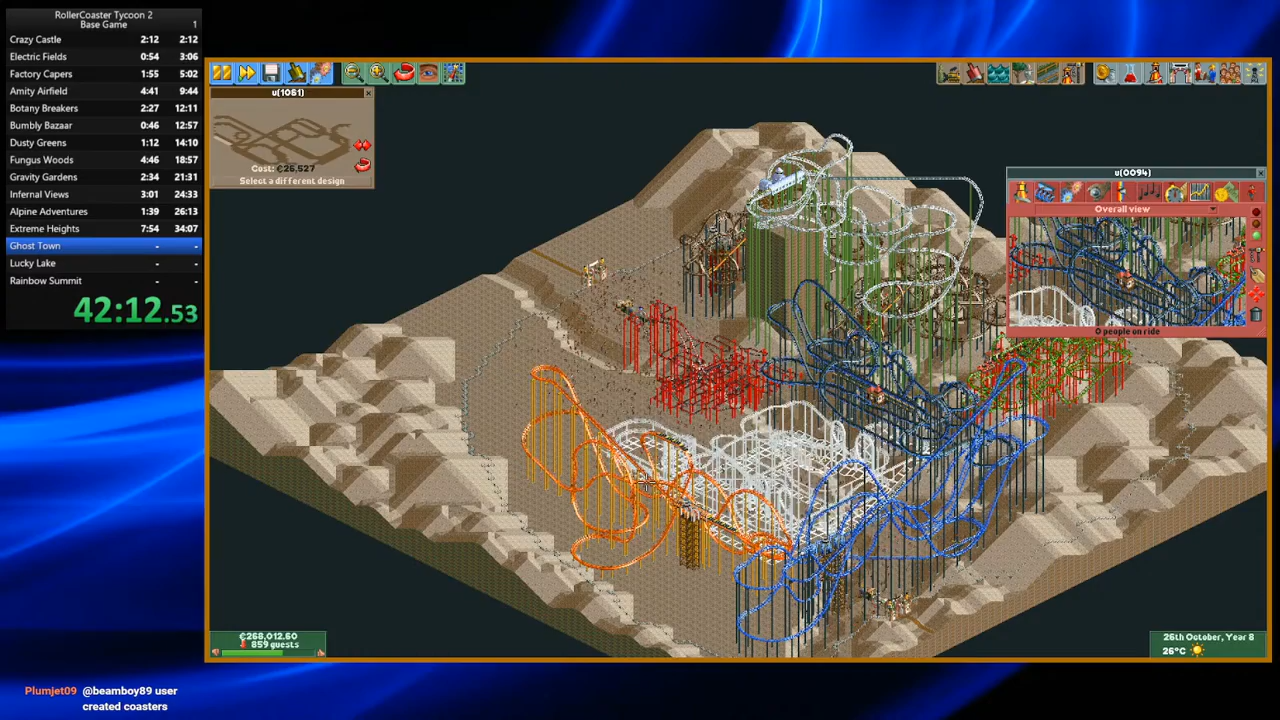 RollerCoaster Tycoon 2
Base Game 1
Crazy Castle 2:12 2:12
Electric Fields 0:54 3:06
Factory Capers 1:55 5:02
Amity Airfield 4:41 9:44
Botany Breakers 2:27 12:11
Bumbly Bazaar 0:46 12:57
Dusty Greens 1:12 14:10
Fungus Woods 4:46 18:57
Gravity Gardens 2:34 21:31
Infernal Views 3:01 24:33
Alpine Adventures 1:39 26:13
Extreme Heights 7:54 34:07
Ghost Town - -
Lucky Lake - -
Rainbow Summit - -
42:12.53
u(1061)
Cost: €26,527
Select a different design
u(0094)
Overall view
0 people on ride
€268,012.60
859 guests
26th October, Year 8
26°C
Plumjet09 @beamboy89 user
created coasters